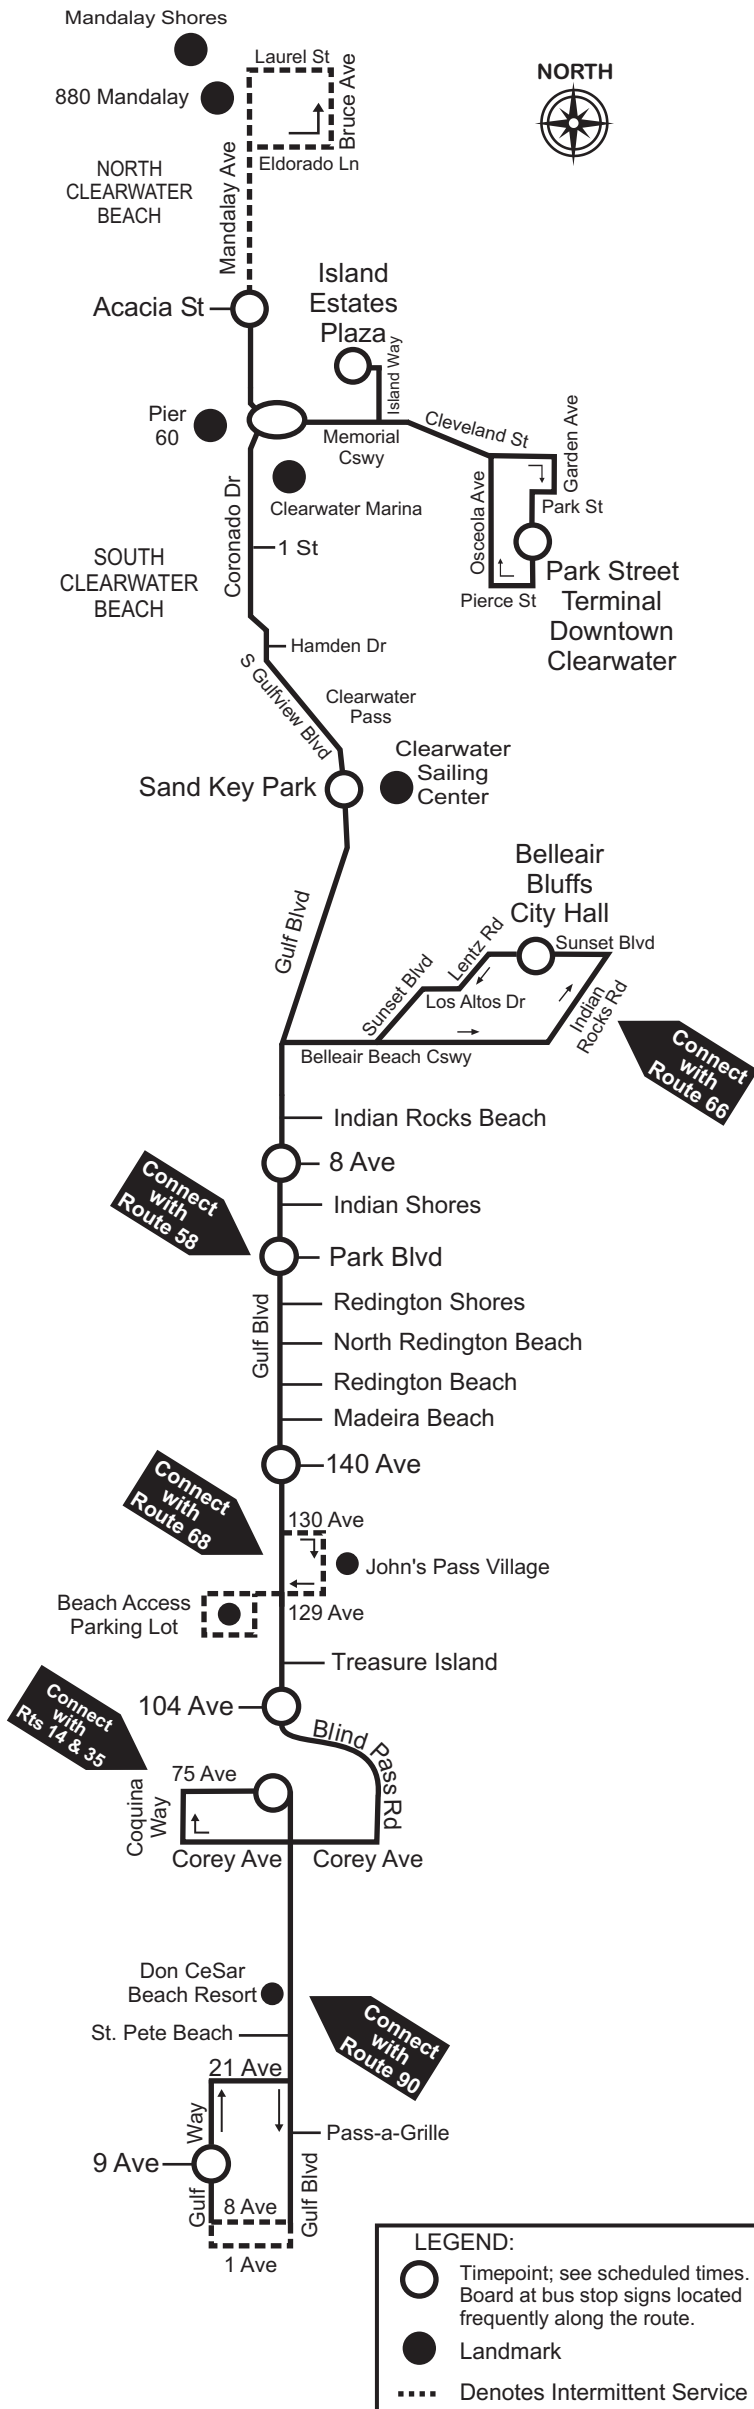 Mandalay Shores
880 Mandalay
Laurel St
Bruce Ave
Eldorado Ln
Mandalay Ave
NORTH
NORTH
CLEARWATER
BEACH
Acacia St
Island
Estates
Plaza
Island Way
Pier
60
Memorial
Cswy
Cleveland St
Garden Ave
Park St
Osceola Ave
Pierce St
Park Street
Terminal
Downtown
Clearwater
Clearwater Marina
Coronado Dr
1 St
SOUTH
CLEARWATER
BEACH
Hamden Dr
S Gulfview Blvd
Clearwater
Pass
Clearwater
Sailing
Center
Sand Key Park
Gulf Blvd
Belleair
Bluffs
City Hall
Sunset Blvd
Lentz Rd
Sunset Blvd
Los Altos Dr
Indian
Rocks Rd
Belleair Beach Cswy
Connect
with
Route 66
Indian Rocks Beach
8 Ave
Connect
with
Route 58
Indian Shores
Park Blvd
Gulf Blvd
Redington Shores
North Redington Beach
Redington Beach
Madeira Beach
140 Ave
Connect
with
Route 68
130 Ave
John's Pass Village
Beach Access
Parking Lot
129 Ave
Treasure Island
104 Ave
Connect
with
Rts 14 & 35
Blind Pass Rd
75 Ave
Coquina
Way
Corey Ave
Corey Ave
Don CeSar
Beach Resort
St. Pete Beach
Connect
with
Route 90
21 Ave
Gulf Way
Pass-a-Grille
9 Ave
Gulf Blvd
8 Ave
1 Ave
LEGEND:
Timepoint; see scheduled times.
Board at bus stop signs located
frequently along the route.
Landmark
Denotes Intermittent Service